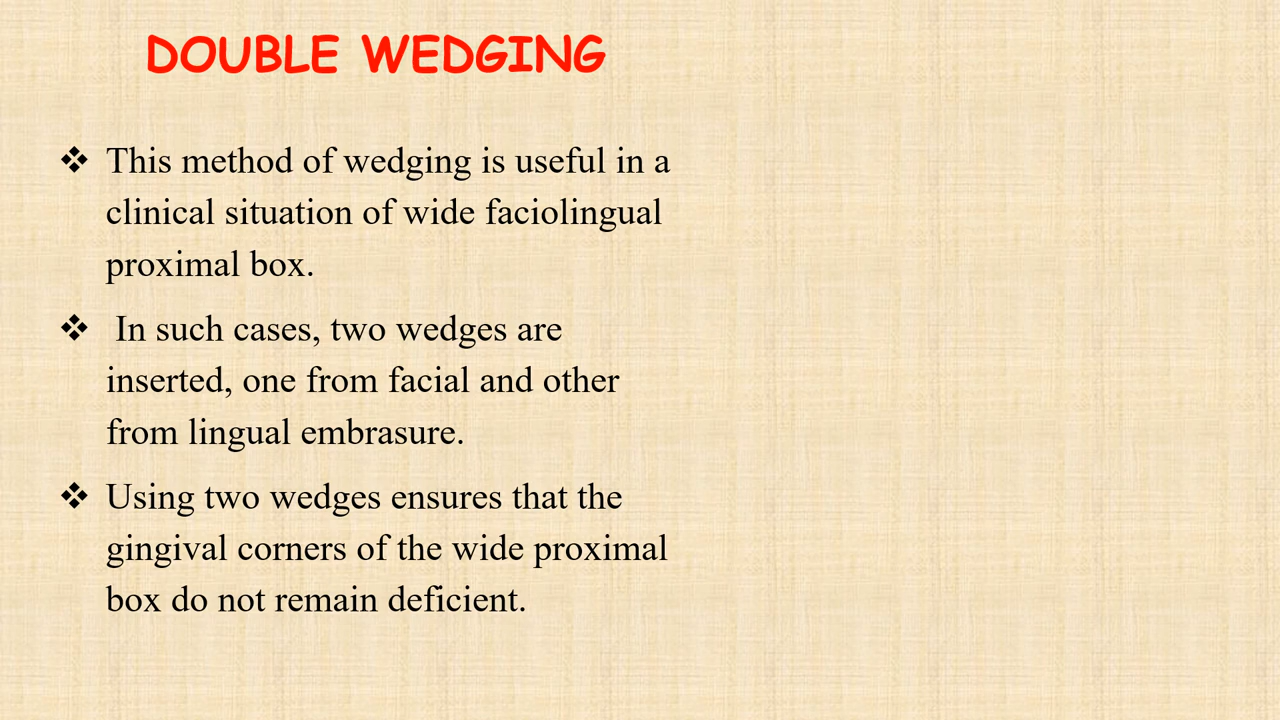 DOUBLE WEDGING
❖ This method of wedging is useful in a
clinical situation of wide faciolingual
proximal box.
❖ In such cases, two wedges are
inserted, one from facial and other
from lingual embrasure.
❖ Using two wedges ensures that the
gingival corners of the wide proximal
box do not remain deficient.